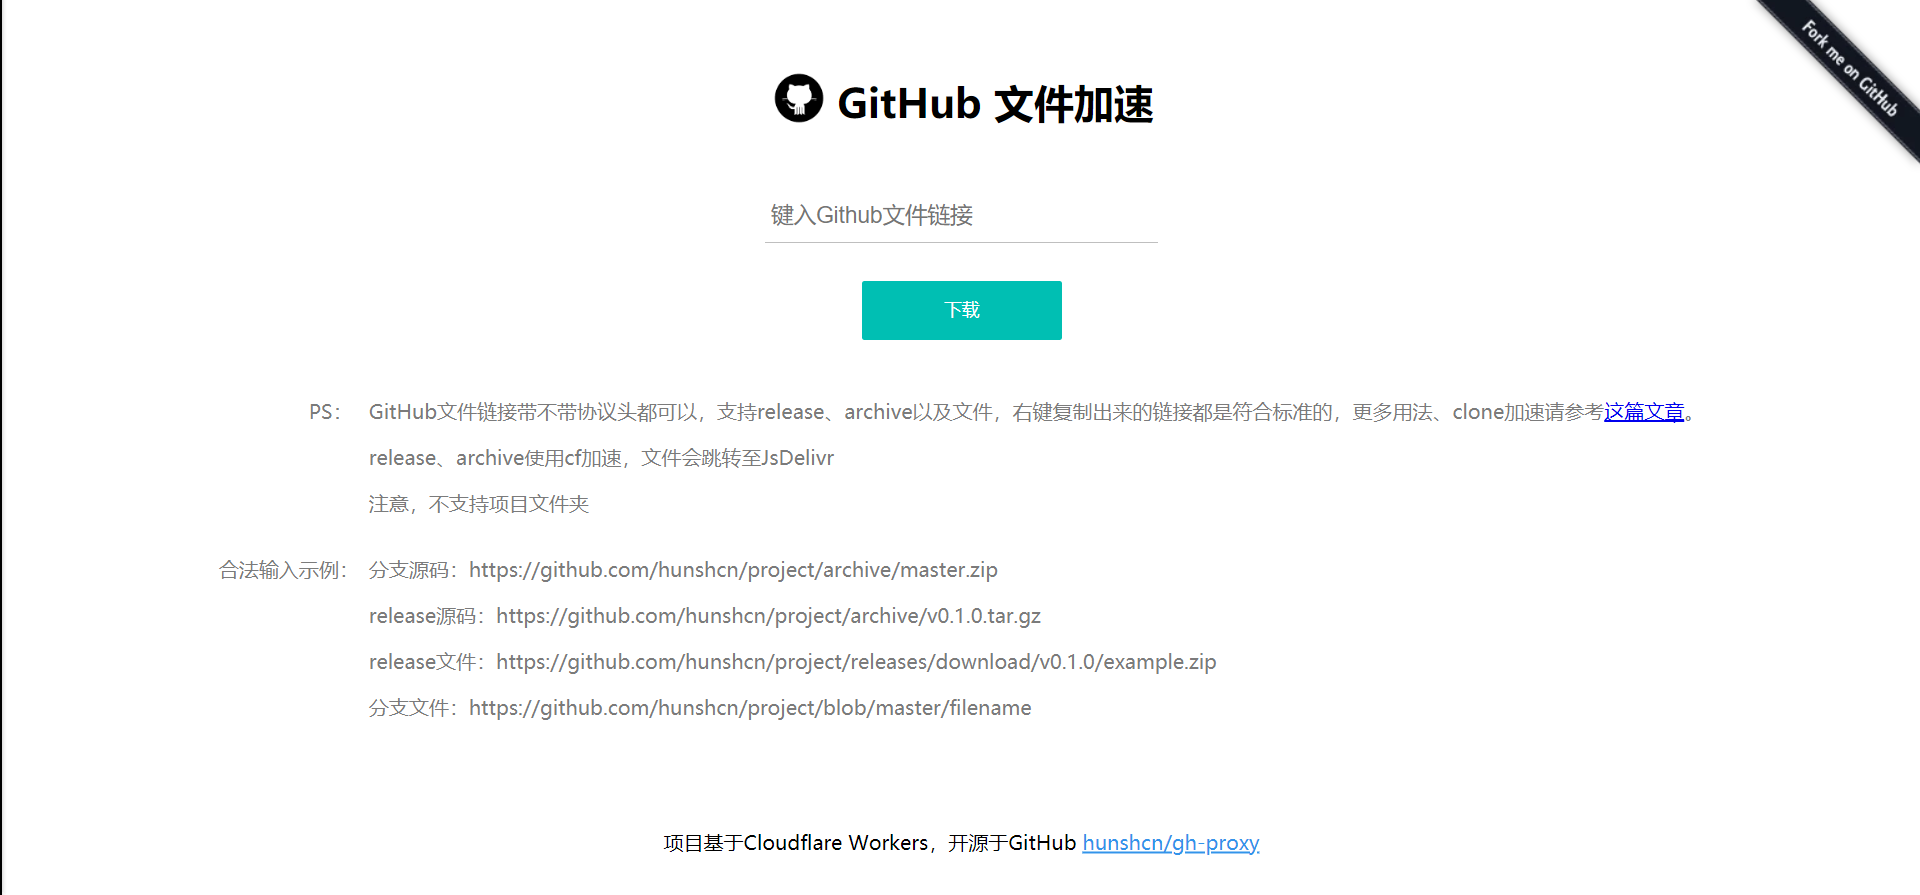 Fork me on GitHub
GitHub 文件加速
键入Github文件链接
下载
PS： GitHub文件链接带不带协议头都可以，支持release、archive以及文件，右键复制出来的链接都是符合标准的，更多用法、clone加速请参考这篇文章。
release、archive使用cf加速，文件会跳转至JsDelivr
注意，不支持项目文件夹
合法输入示例： 分支源码：https://github.com/hunshcn/project/archive/master.zip
release源码：https://github.com/hunshcn/project/archive/v0.1.0.tar.gz
release文件：https://github.com/hunshcn/project/releases/download/v0.1.0/example.zip
分支文件：https://github.com/hunshcn/project/blob/master/filename
项目基于Cloudflare Workers，开源于GitHub hunshcn/gh-proxy